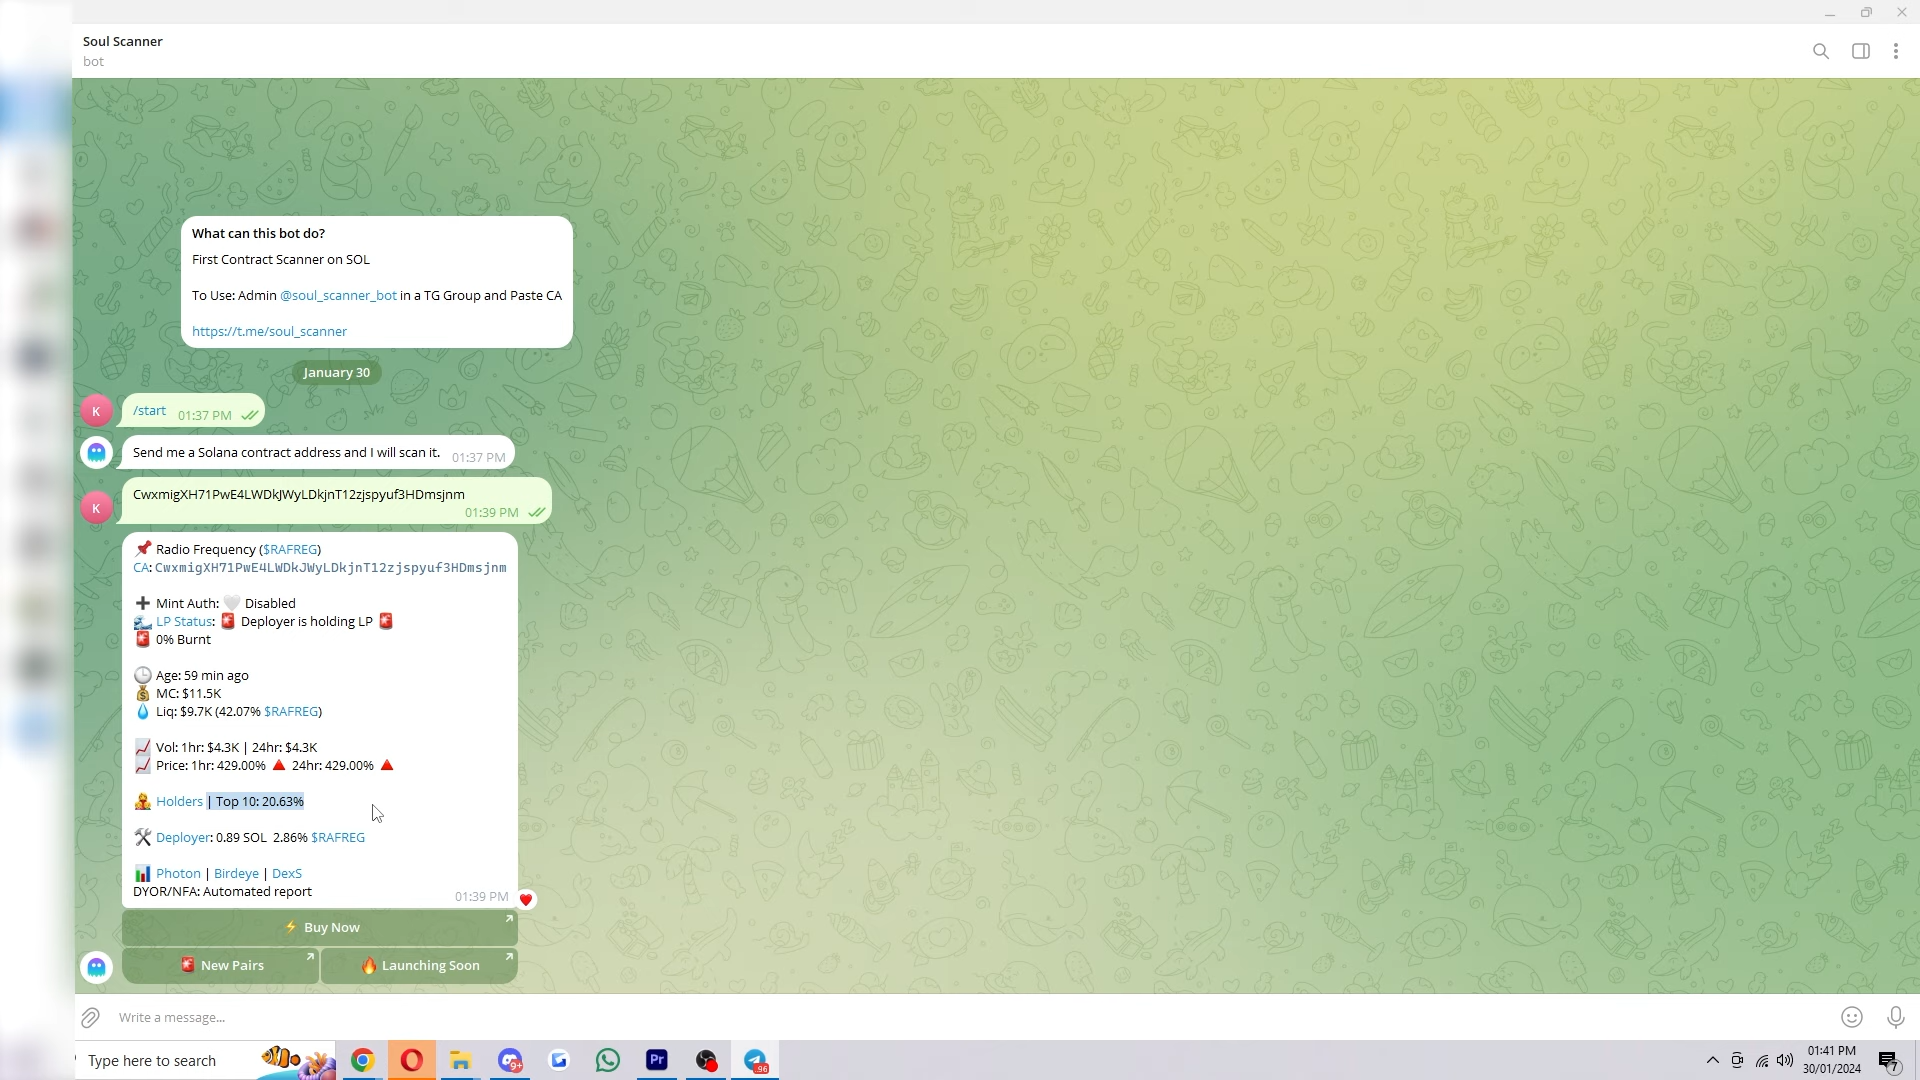 Soul Scanner
bot
What can this bot do?
First Contract Scanner on SOL
To Use: Admin @soul_scanner_bot in a TG Group and Paste CA
https://t.me/soul_scanner
January 30
K
/start 01:37 PM
Send me a Solana contract address and I will scan it. 01:37 PM
K
CwxmigXH71PwE4LWDkJWyLDkjnT12zjspyuf3HDmsjnm
01:39 PM
📌 Radio Frequency ($RAFREG)
CA: CwxmigXH71PwE4LWDkJWyLDkjnT12zjspyuf3HDmsjnm
➕ Mint Auth: 🤍 Disabled
🌊 LP Status: 🚨 Deployer is holding LP 🚨
🚨 0% Burnt
🕒 Age: 59 min ago
💰 MC: $11.5K
💧 Liq: $9.7K (42.07% $RAFREG)
📈 Vol: 1hr: $4.3K | 24hr: $4.3K
📈 Price: 1hr: 429.00% 🔺 24hr: 429.00% 🔺
Holders | Top 10: 20.63%
🛠 Deployer: 0.89 SOL 2.86% $RAFREG
📊 Photon | Birdeye | DexS
DYOR/NFA: Automated report
01:39 PM
⚡ Buy Now
🚨 New Pairs
🔥 Launching Soon
Write a message...
Type here to search
9+
Pr
96
01:41 PM
30/01/2024
7